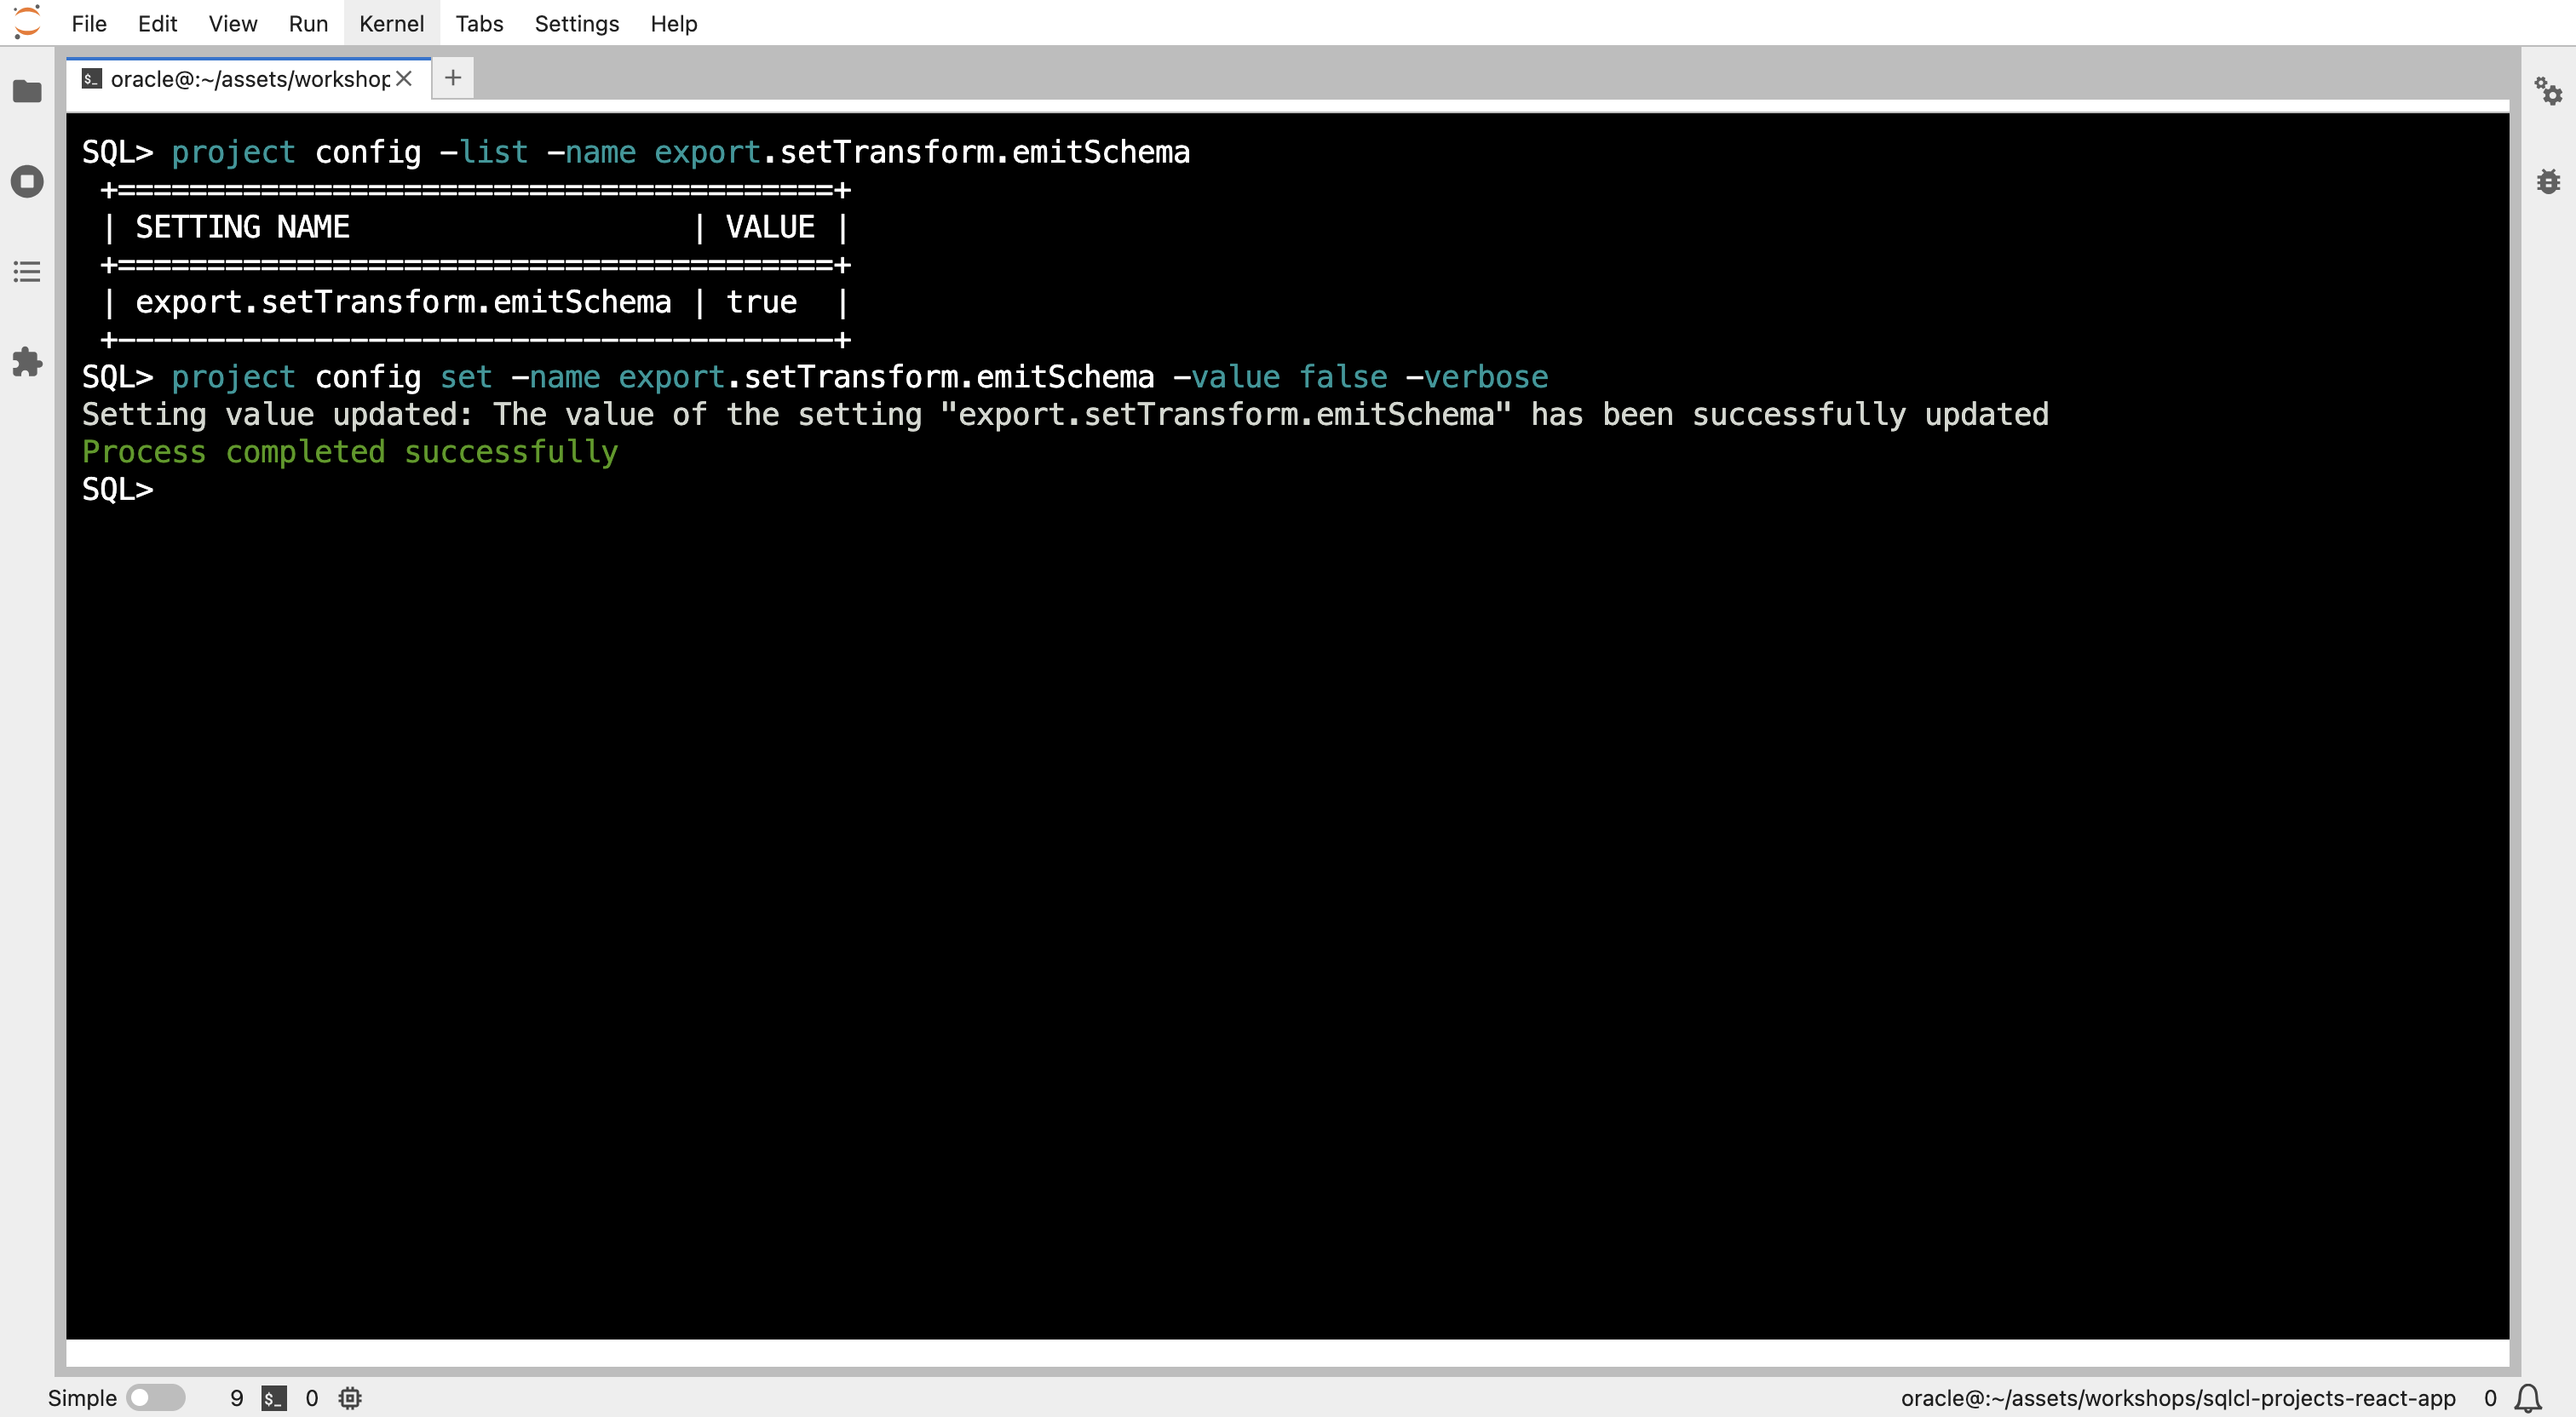 File Edit View Run Kernel Tabs Settings Help
$_ oracle@:~/assets/workshop × +
SQL> project config -list -name export.setTransform.emitSchema
+========================================+
| SETTING NAME                   | VALUE |
+========================================+
| export.setTransform.emitSchema | true  |
+----------------------------------------+
SQL> project config set -name export.setTransform.emitSchema -value false -verbose
Setting value updated: The value of the setting "export.setTransform.emitSchema" has been successfully updated
Process completed successfully
SQL>
Simple 9 $_ 0 oracle@:~/assets/workshops/sqlcl-projects-react-app 0